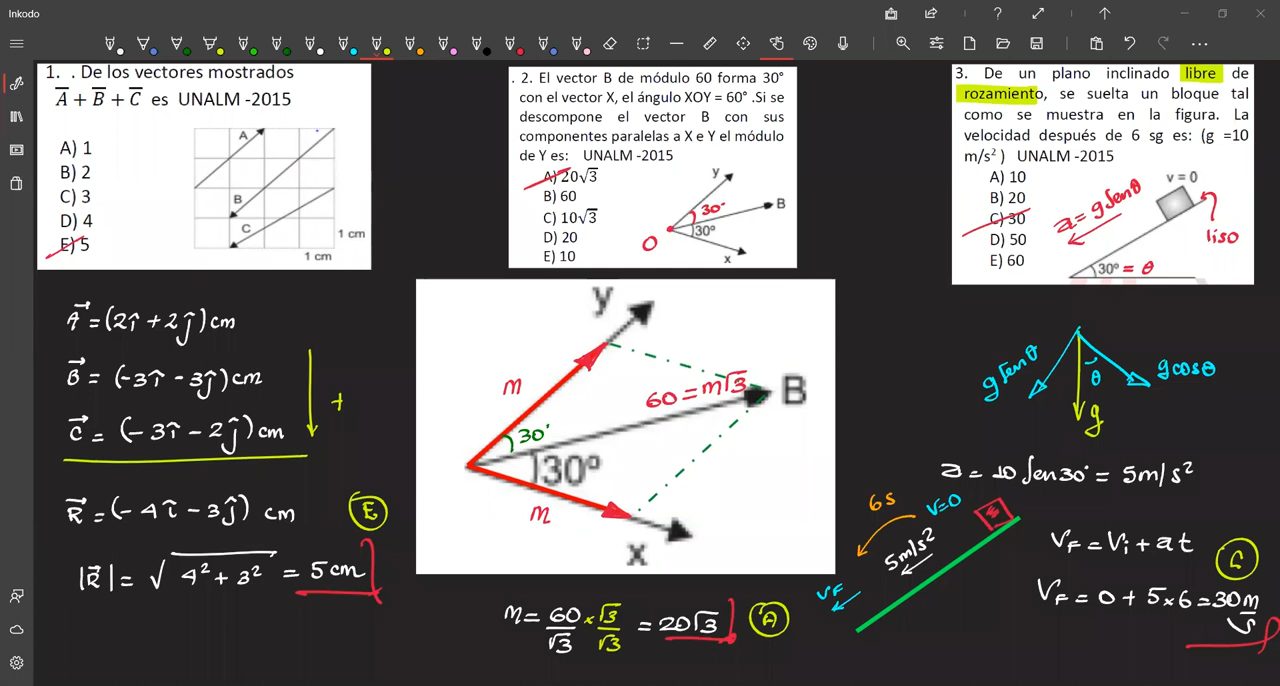 Inkodo
1. . De los vectores mostrados
A + B + C es UNALM -2015
A) 1
B) 2
C) 3
D) 4
E) 5
A
B
C
1 cm
1 cm
A = (2î + 2ĵ) cm
B = (-3î - 3ĵ) cm
C = (-3î - 2ĵ) cm
+
R = (-4î - 3ĵ) cm
E
|R| = √4² + 3² = 5 cm
. 2. El vector B de módulo 60 forma 30°
con el vector X, el ángulo XOY = 60° .Si se
descompone el vector B con sus
componentes paralelas a X e Y el módulo
de Y es: UNALM -2015
A) 20√3
B) 60
C) 10√3
D) 20
E) 10
y
30°
B
O
30°
x
y
m
60 = m√3
B
30°
30°
m
x
m = 60/√3 × √3/√3 = 20√3
A
3. De un plano inclinado libre de
rozamiento, se suelta un bloque tal
como se muestra en la figura. La
velocidad después de 6 sg es: (g =10
m/s² ) UNALM -2015
A) 10
B) 20
C) 30
D) 50
E) 60
v = 0
a = g Sen θ
liso
30° = θ
g Sen θ
θ
g cos θ
g
a = 10 Sen 30° = 5 m/s²
6 s
V=0
5 m/s²
VF
VF = Vi + at
VF = 0 + 5×6 = 30 m/s